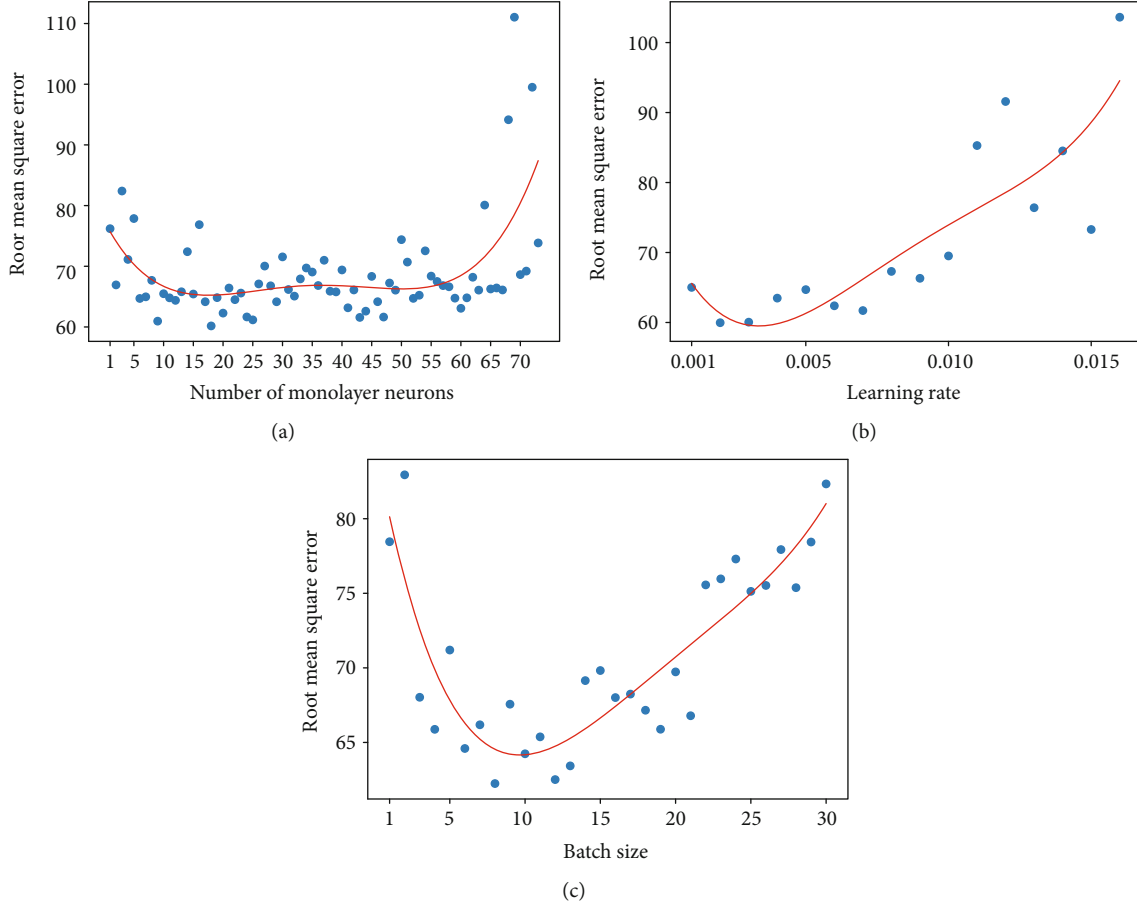 110
100
90
80
70
60
Roor mean square error
1 5 10 15 20 25 30 35 40 45 50 55 60 65 70
Number of monolayer neurons
(a)
100
90
80
70
60
Root mean square error
0.001 0.005 0.010 0.015
Learning rate
(b)
80
75
70
65
Root mean square error
1 5 10 15 20 25 30
Batch size
(c)